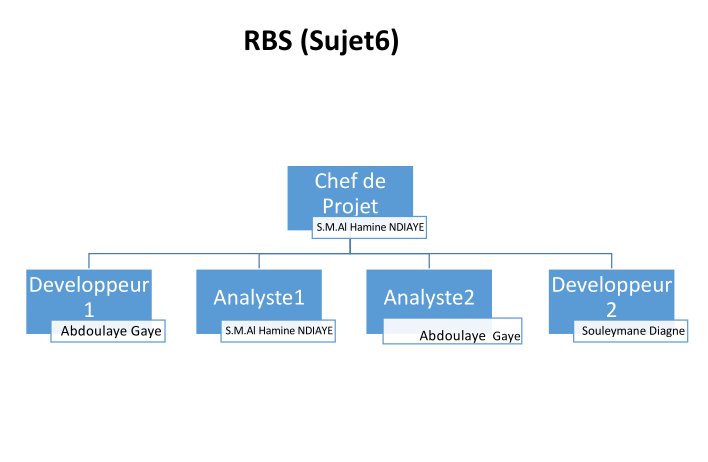 RBS (Sujet6)
Chef de
Projet
S.M.Al Hamine NDIAYE
Developpeur
1
Abdoulaye Gaye
Analyste1
S.M.Al Hamine NDIAYE
Analyste2
Abdoulaye Gaye
Developpeur
2
Souleymane Diagne